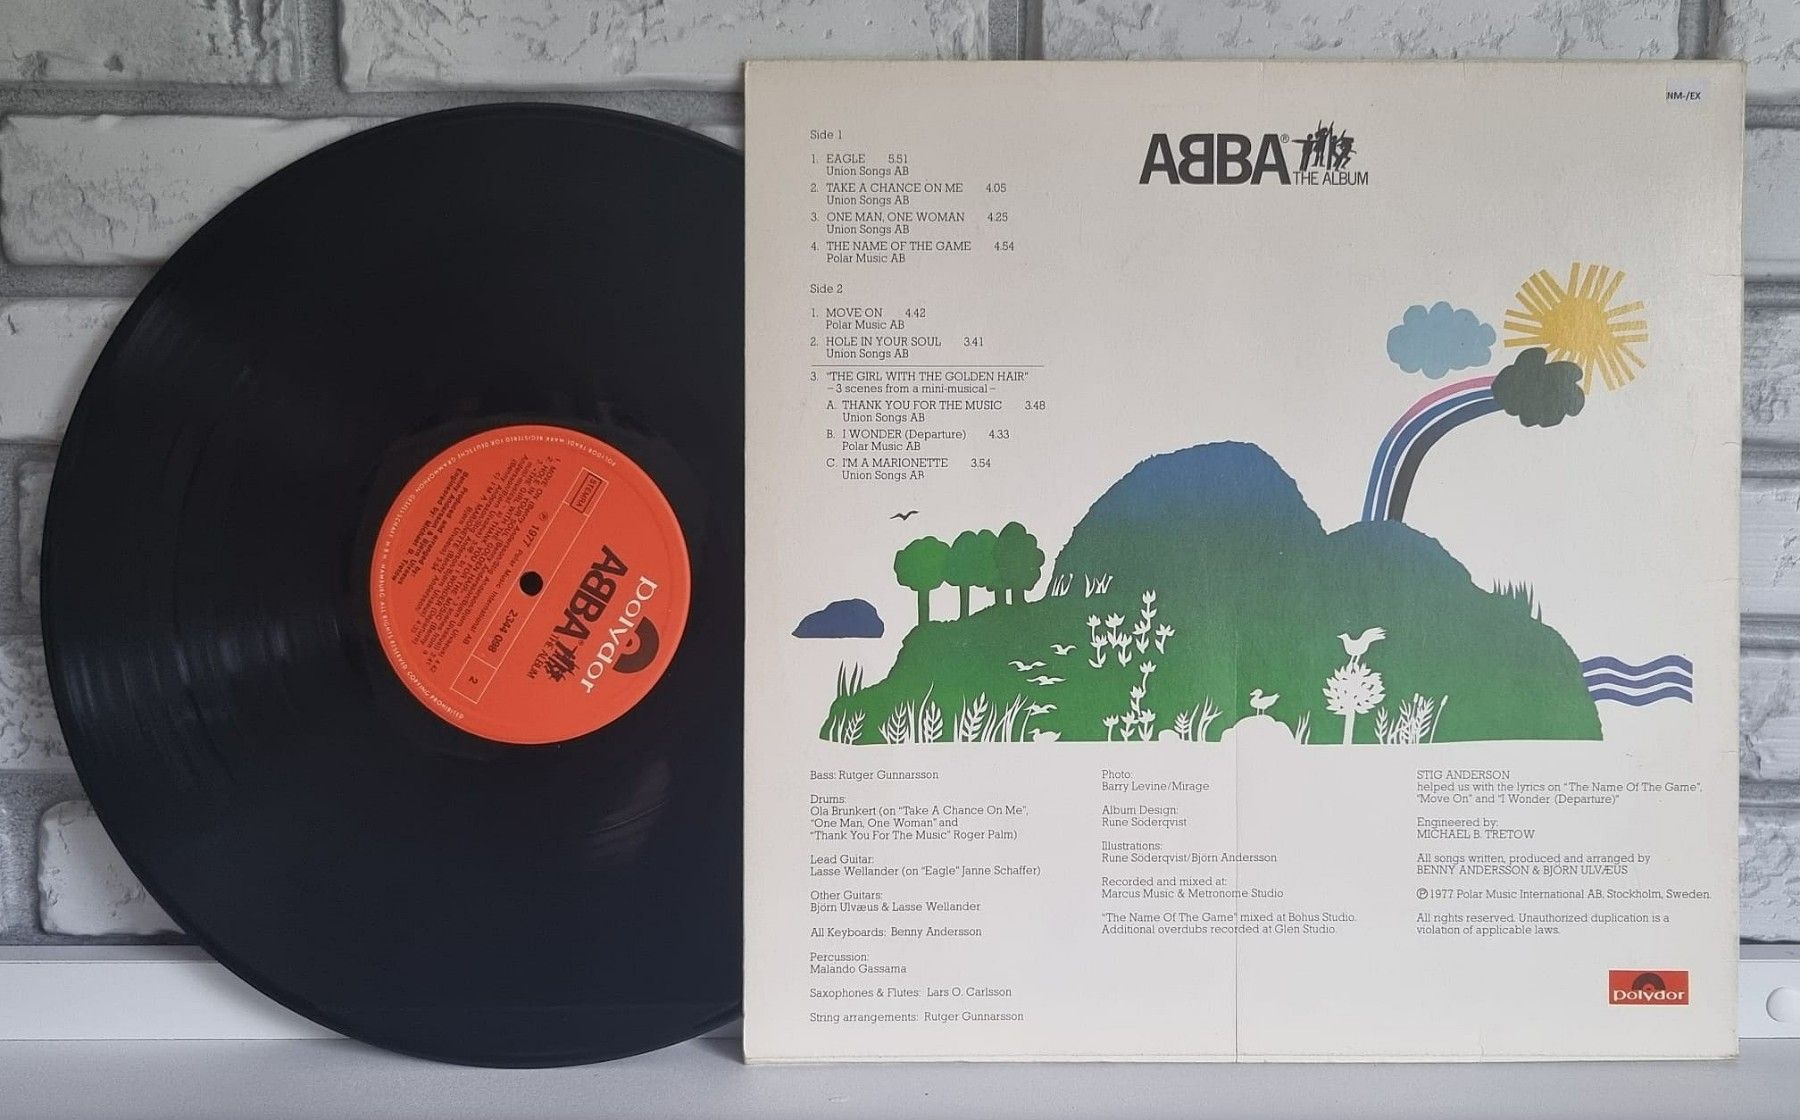 NM-/EX
ABBA®
THE ALBUM
Side 1
1. EAGLE 5.51
Union Songs AB
2. TAKE A CHANCE ON ME 4.05
Union Songs AB
3. ONE MAN, ONE WOMAN 4.25
Union Songs AB
4. THE NAME OF THE GAME 4.54
Polar Music AB
Side 2
1. MOVE ON 4.42
Polar Music AB
2. HOLE IN YOUR SOUL 3.41
Union Songs AB
3. "THE GIRL WITH THE GOLDEN HAIR"
– 3 scenes from a mini-musical –
A. THANK YOU FOR THE MUSIC 3.48
Union Songs AB
B. I WONDER (Departure) 4.33
Polar Music AB
C. I'M A MARIONETTE 3.54
Union Songs AB
Bass: Rutger Gunnarsson
Drums:
Ola Brunkert (on "Take A Chance On Me",
"One Man, One Woman" and
"Thank You For The Music" Roger Palm)
Lead Guitar:
Lasse Wellander (on "Eagle" Janne Schaffer)
Other Guitars:
Björn Ulvæus & Lasse Wellander
All Keyboards: Benny Andersson
Percussion:
Malando Gassama
Saxophones & Flutes: Lars O. Carlsson
String arrangements: Rutger Gunnarsson
Photo:
Barry Levine/Mirage
Album Design:
Rune Söderqvist
Illustrations:
Rune Söderqvist/Björn Andersson
Recorded and mixed at:
Marcus Music & Metronome Studio
"The Name Of The Game" mixed at Bohus Studio.
Additional overdubs recorded at Glen Studio.
STIG ANDERSON
helped us with the lyrics on "The Name Of The Game",
"Move On" and "I Wonder (Departure)"
Engineered by:
MICHAEL B. TRETOW
All songs written, produced and arranged by
BENNY ANDERSSON & BJÖRN ULVÆUS
℗ 1977 Polar Music International AB, Stockholm, Sweden.
All rights reserved. Unauthorized duplication is a
violation of applicable laws.
polydor
polydor
ABBA
THE ALBUM
2344 098
2
STEMRA
℗ 1977 Polar Music International AB